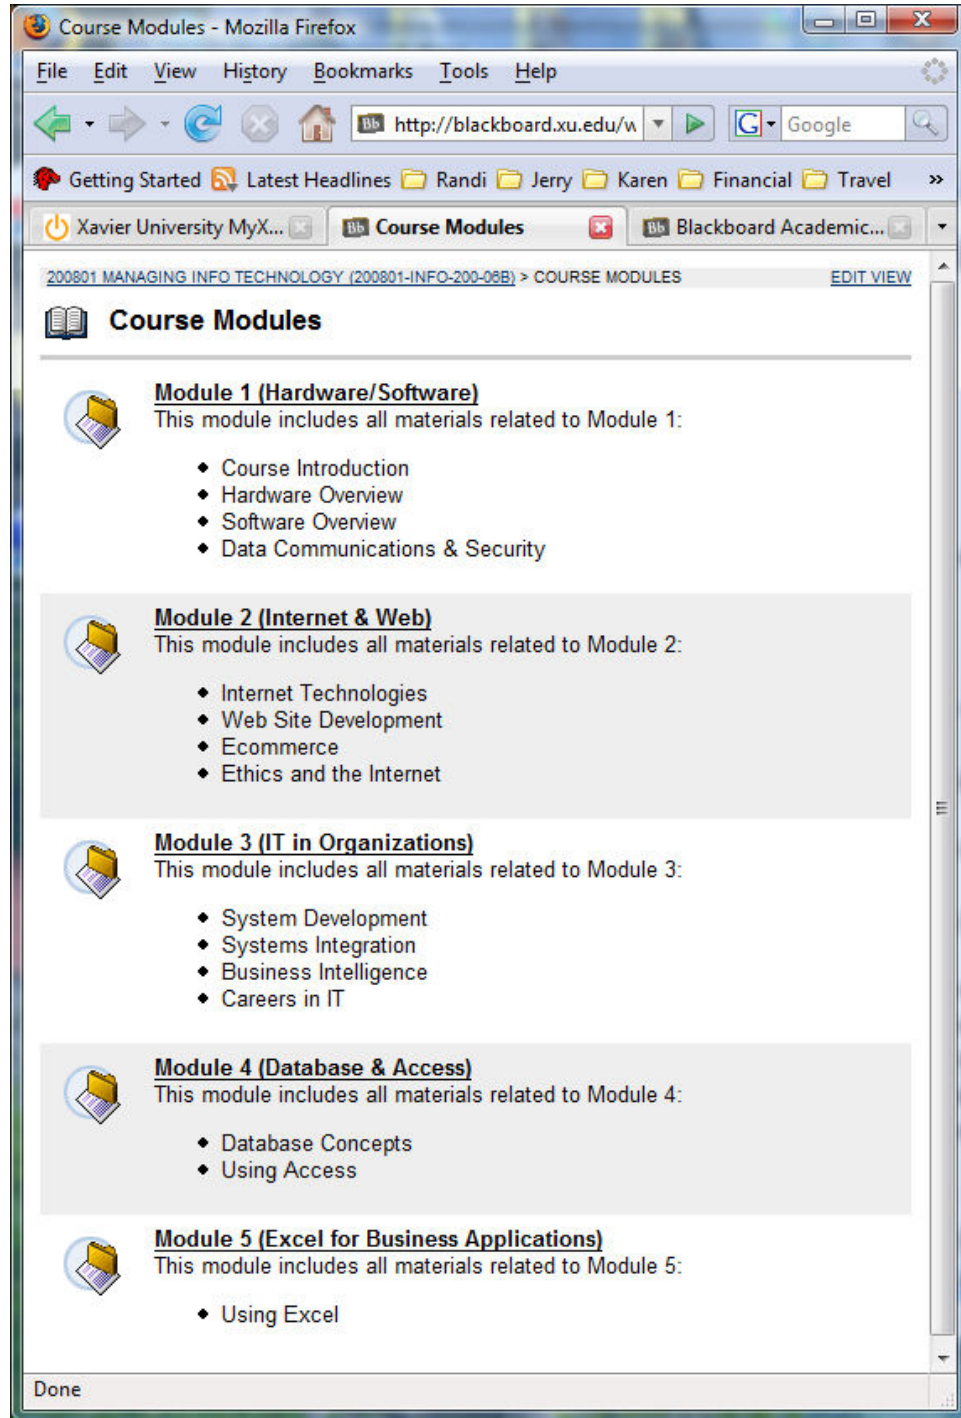 Course Modules - Mozilla Firefox
File Edit View History Bookmarks Tools Help
http://blackboard.xu.edu/w Google
Getting Started Latest Headlines Randi Jerry Karen Financial Travel »
Xavier University MyX... Course Modules Blackboard Academic...
200801 MANAGING INFO TECHNOLOGY (200801-INFO-200-06B) > COURSE MODULES EDIT VIEW
Course Modules
Module 1 (Hardware/Software)
This module includes all materials related to Module 1:
Course Introduction
Hardware Overview
Software Overview
Data Communications & Security
Module 2 (Internet & Web)
This module includes all materials related to Module 2:
Internet Technologies
Web Site Development
Ecommerce
Ethics and the Internet
Module 3 (IT in Organizations)
This module includes all materials related to Module 3:
System Development
Systems Integration
Business Intelligence
Careers in IT
Module 4 (Database & Access)
This module includes all materials related to Module 4:
Database Concepts
Using Access
Module 5 (Excel for Business Applications)
This module includes all materials related to Module 5:
Using Excel
Done